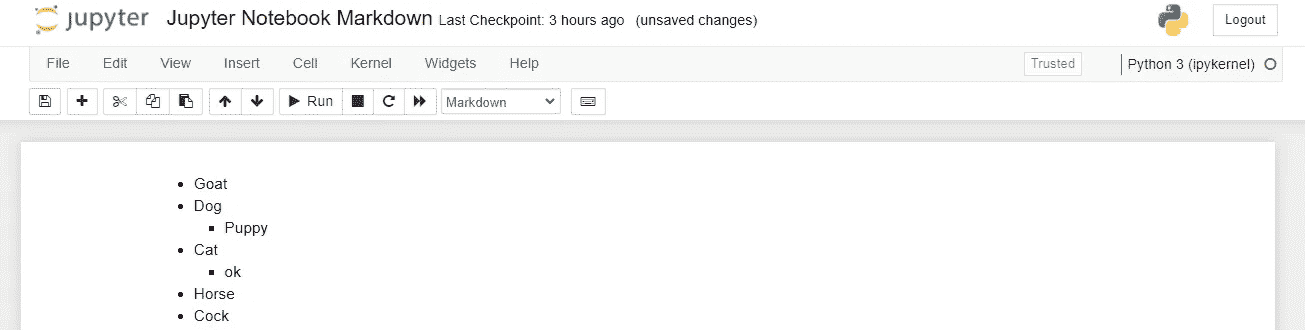 jupyter Jupyter Notebook Markdown Last Checkpoint: 3 hours ago (unsaved changes) Logout
File Edit View Insert Cell Kernel Widgets Help Trusted Python 3 (ipykernel)
Run Markdown
Goat
Dog
Puppy
Cat
ok
Horse
Cock